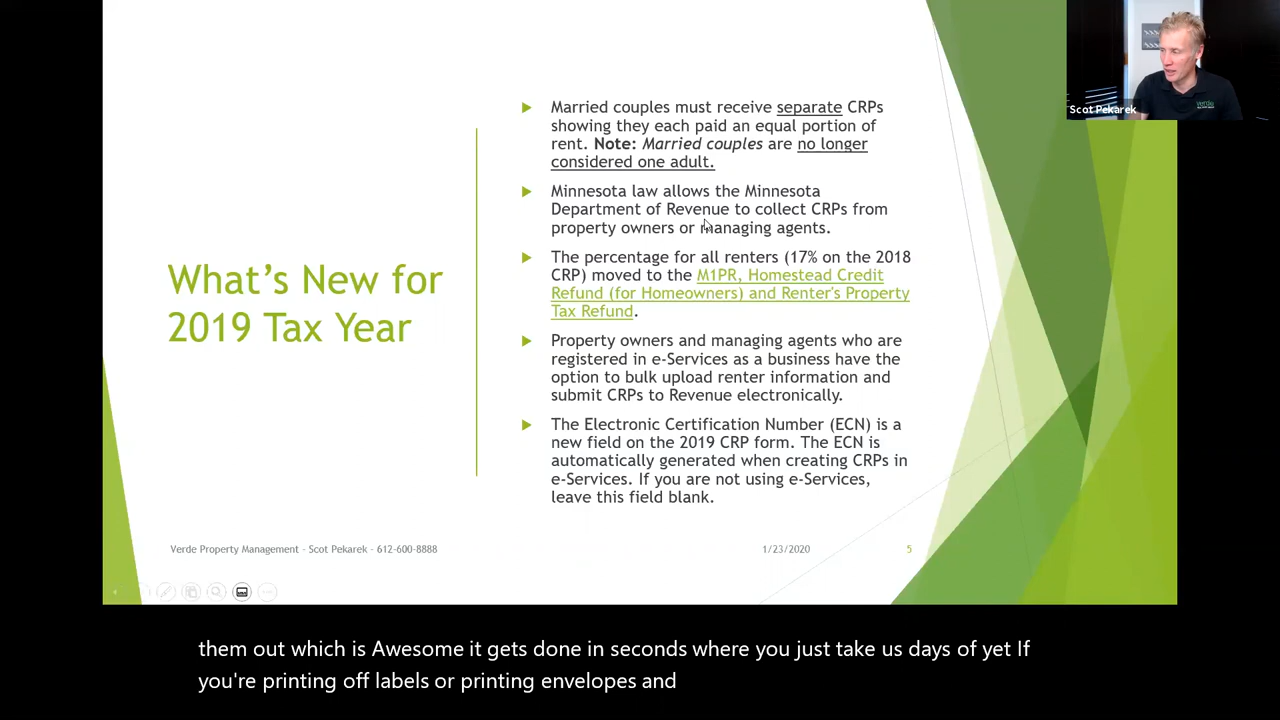 Married couples must receive separate CRPs
showing they each paid an equal portion of
rent. Note: Married couples are no longer
considered one adult.
Minnesota law allows the Minnesota
Department of Revenue to collect CRPs from
property owners or managing agents.
The percentage for all renters (17% on the 2018
CRP) moved to the M1PR, Homestead Credit
Refund (for Homeowners) and Renter's Property
Tax Refund.
Property owners and managing agents who are
registered in e-Services as a business have the
option to bulk upload renter information and
submit CRPs to Revenue electronically.
The Electronic Certification Number (ECN) is a
new field on the 2019 CRP form. The ECN is
automatically generated when creating CRPs in
e-Services. If you are not using e-Services,
leave this field blank.
What's New for
2019 Tax Year
Verde Property Management - Scot Pekarek - 612-600-8888
1/23/2020
5
Scot Pekarek
verde
them out which is Awesome it gets done in seconds where you just take us days of yet If
you're printing off labels or printing envelopes and